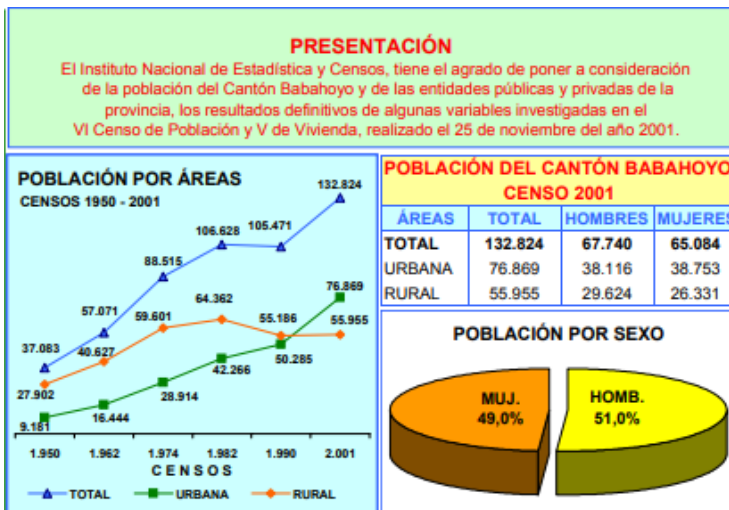 PRESENTACIÓN
El Instituto Nacional de Estadística y Censos, tiene el agrado de poner a consideración
de la población del Cantón Babahoyo y de las entidades públicas y privadas de la
provincia, los resultados definitivos de algunas variables investigadas en el
VI Censo de Población y V de Vivienda, realizado el 25 de noviembre del año 2001.
POBLACIÓN POR ÁREAS
CENSOS 1950 - 2001
132.824
106.628
105.471
88.515
76.869
57.071
64.362
59.601
55.186
55.955
37.083
40.627
50.285
42.266
27.902
28.914
16.444
9.181
1.950 1.962 1.974 1.982 1.990 2.001
CENSOS
TOTAL URBANA RURAL
POBLACIÓN DEL CANTÓN BABAHOYO
CENSO 2001
ÁREAS TOTAL HOMBRES MUJERES
TOTAL 132.824 67.740 65.084
URBANA 76.869 38.116 38.753
RURAL 55.955 29.624 26.331
POBLACIÓN POR SEXO
MUJ.
49,0%
HOMB.
51,0%